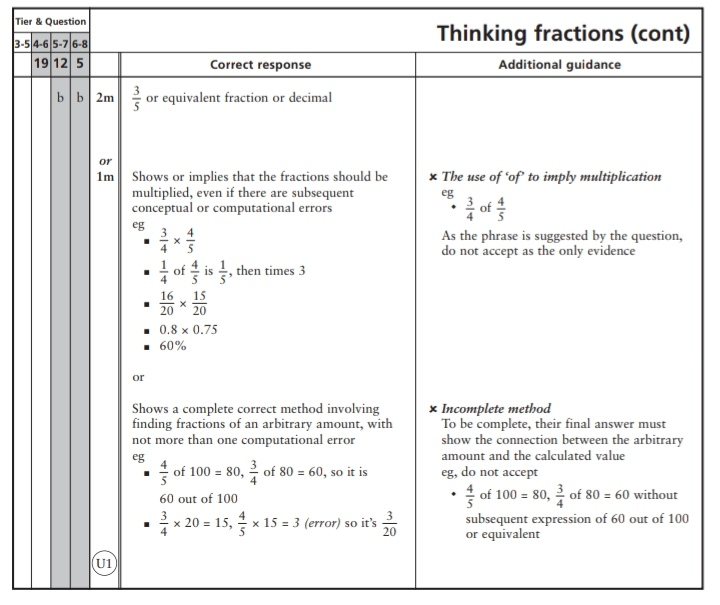 Tier & Question
Thinking fractions (cont)
3-5 4-6 5-7 6-8
19 12 5
Correct response
Additional guidance
b b 2m 3/5 or equivalent fraction or decimal
or
1m Shows or implies that the fractions should be
multiplied, even if there are subsequent
conceptual or computational errors
eg
▪ 3/4 × 4/5
▪ 1/4 of 4/5 is 1/5, then times 3
▪ 16/20 × 15/20
▪ 0.8 × 0.75
▪ 60%
✖ The use of ‘of’ to imply multiplication
eg
• 3/4 of 4/5
As the phrase is suggested by the question,
do not accept as the only evidence
or
Shows a complete correct method involving
finding fractions of an arbitrary amount, with
not more than one computational error
eg
▪ 4/5 of 100 = 80, 3/4 of 80 = 60, so it is
60 out of 100
▪ 3/4 × 20 = 15, 4/5 × 15 = 3 (error) so it’s 3/20
✖ Incomplete method
To be complete, their final answer must
show the connection between the arbitrary
amount and the calculated value
eg, do not accept
• 4/5 of 100 = 80, 3/4 of 80 = 60 without
subsequent expression of 60 out of 100
or equivalent
U1